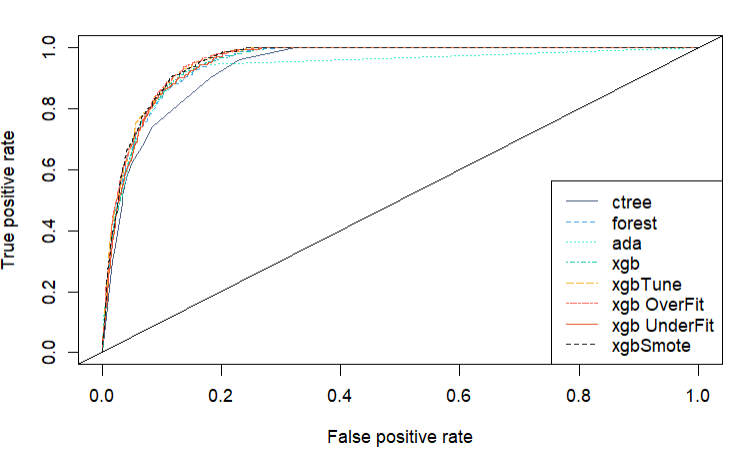 True positive rate
1.0
0.8
0.6
0.4
0.2
0.0
ctree
forest
ada
xgb
xgbTune
xgb OverFit
xgb UnderFit
xgbSmote
0.0 0.2 0.4 0.6 0.8 1.0
False positive rate